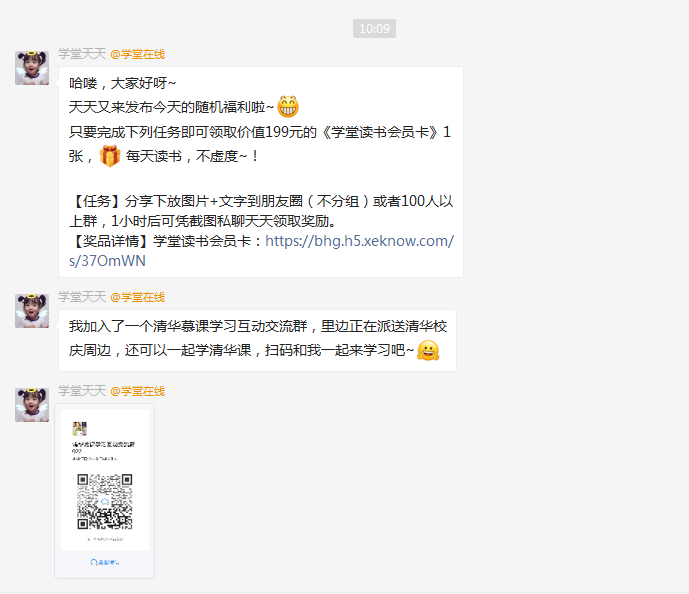 10:09
学堂天天 @学堂在线
哈喽，大家好呀~
天天又来发布今天的随机福利啦~
只要完成下列任务即可领取价值199元的《学堂读书会员卡》1
张， 每天读书，不虚度~！
【任务】分享下放图片+文字到朋友圈（不分组）或者100人以
上群，1小时后可凭截图私聊天天领取奖励。
【奖品详情】学堂读书会员卡：https://bhg.h5.xeknow.com/
s/37OmWN
学堂天天 @学堂在线
我加入了一个清华慕课学习互动交流群，里边正在派送清华校
庆周边，还可以一起学清华课，扫码和我一起来学习吧~
学堂天天 @学堂在线